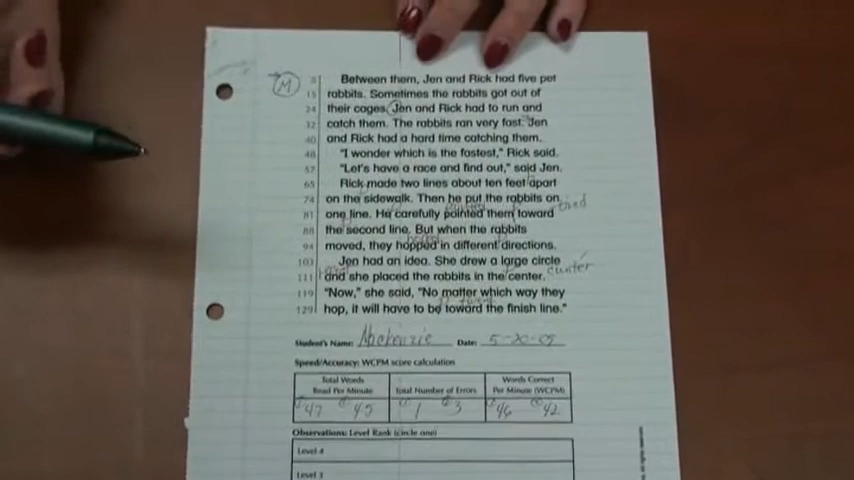 M
8 Between them, Jen and Rick had five pet
15 rabbits. Sometimes the rabbits got out of
24 their cages. Jen and Rick had to run and
32 catch them. The rabbits ran very fast. Jen
40 and Rick had a hard time catching them.
48 "I wonder which is the fastest," Rick said.
57 "Let's have a race and find out," said Jen.
65 Rick made two lines about ten feet apart
74 on the sidewalk. Then he put the rabbits on
81 one line. He carefully pointed them toward
88 the second line. But when the rabbits
94 moved, they hopped in different directions.
103 Jen had an idea. She drew a large circle
111 and she placed the rabbits in the center. cunter
119 "Now," she said, "No matter which way they
129 hop, it will have to be toward the finish line."
Student's Name: Mackenzie Date: 5-20-05
Speed/Accuracy: WCPM score calculation
Total Words Read Per Minute Total Number of Errors Words Correct Per Minute (WCPM)
① 47 ② 45 ① 1 ② 3 ① 46 ② 42
Observations: Level Rank (circle one)
Level 4
Level 3